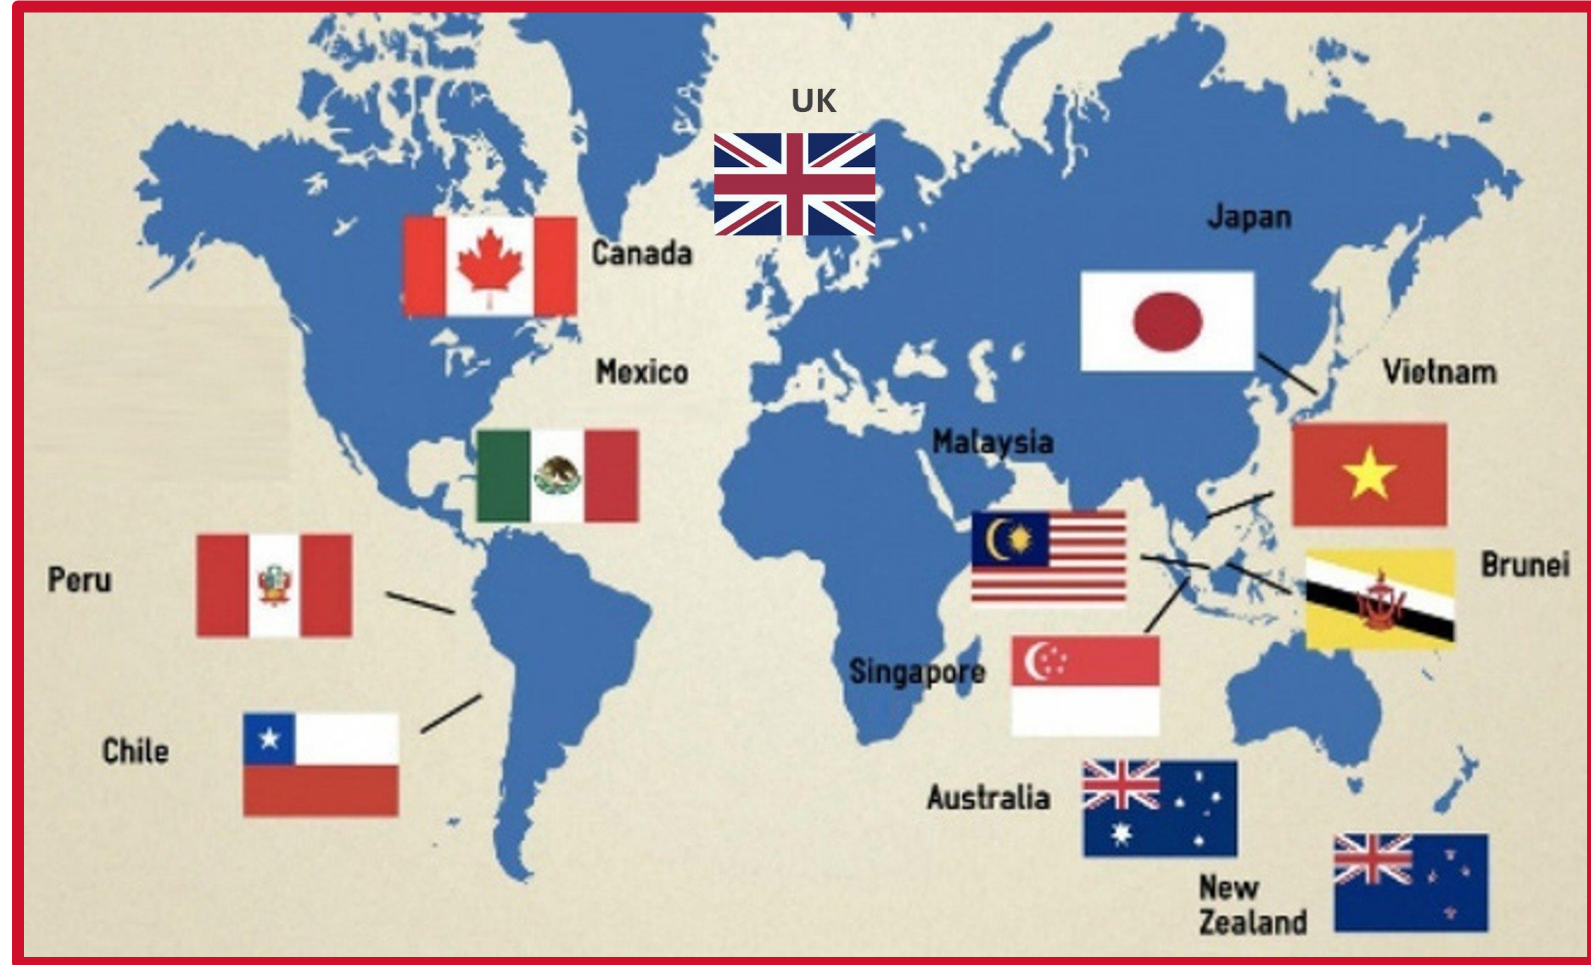 UK
Japan
Canada
Mexico
Vietnam
Malaysia
Peru
Brunei
Singapore
Chile
Australia
New
Zealand